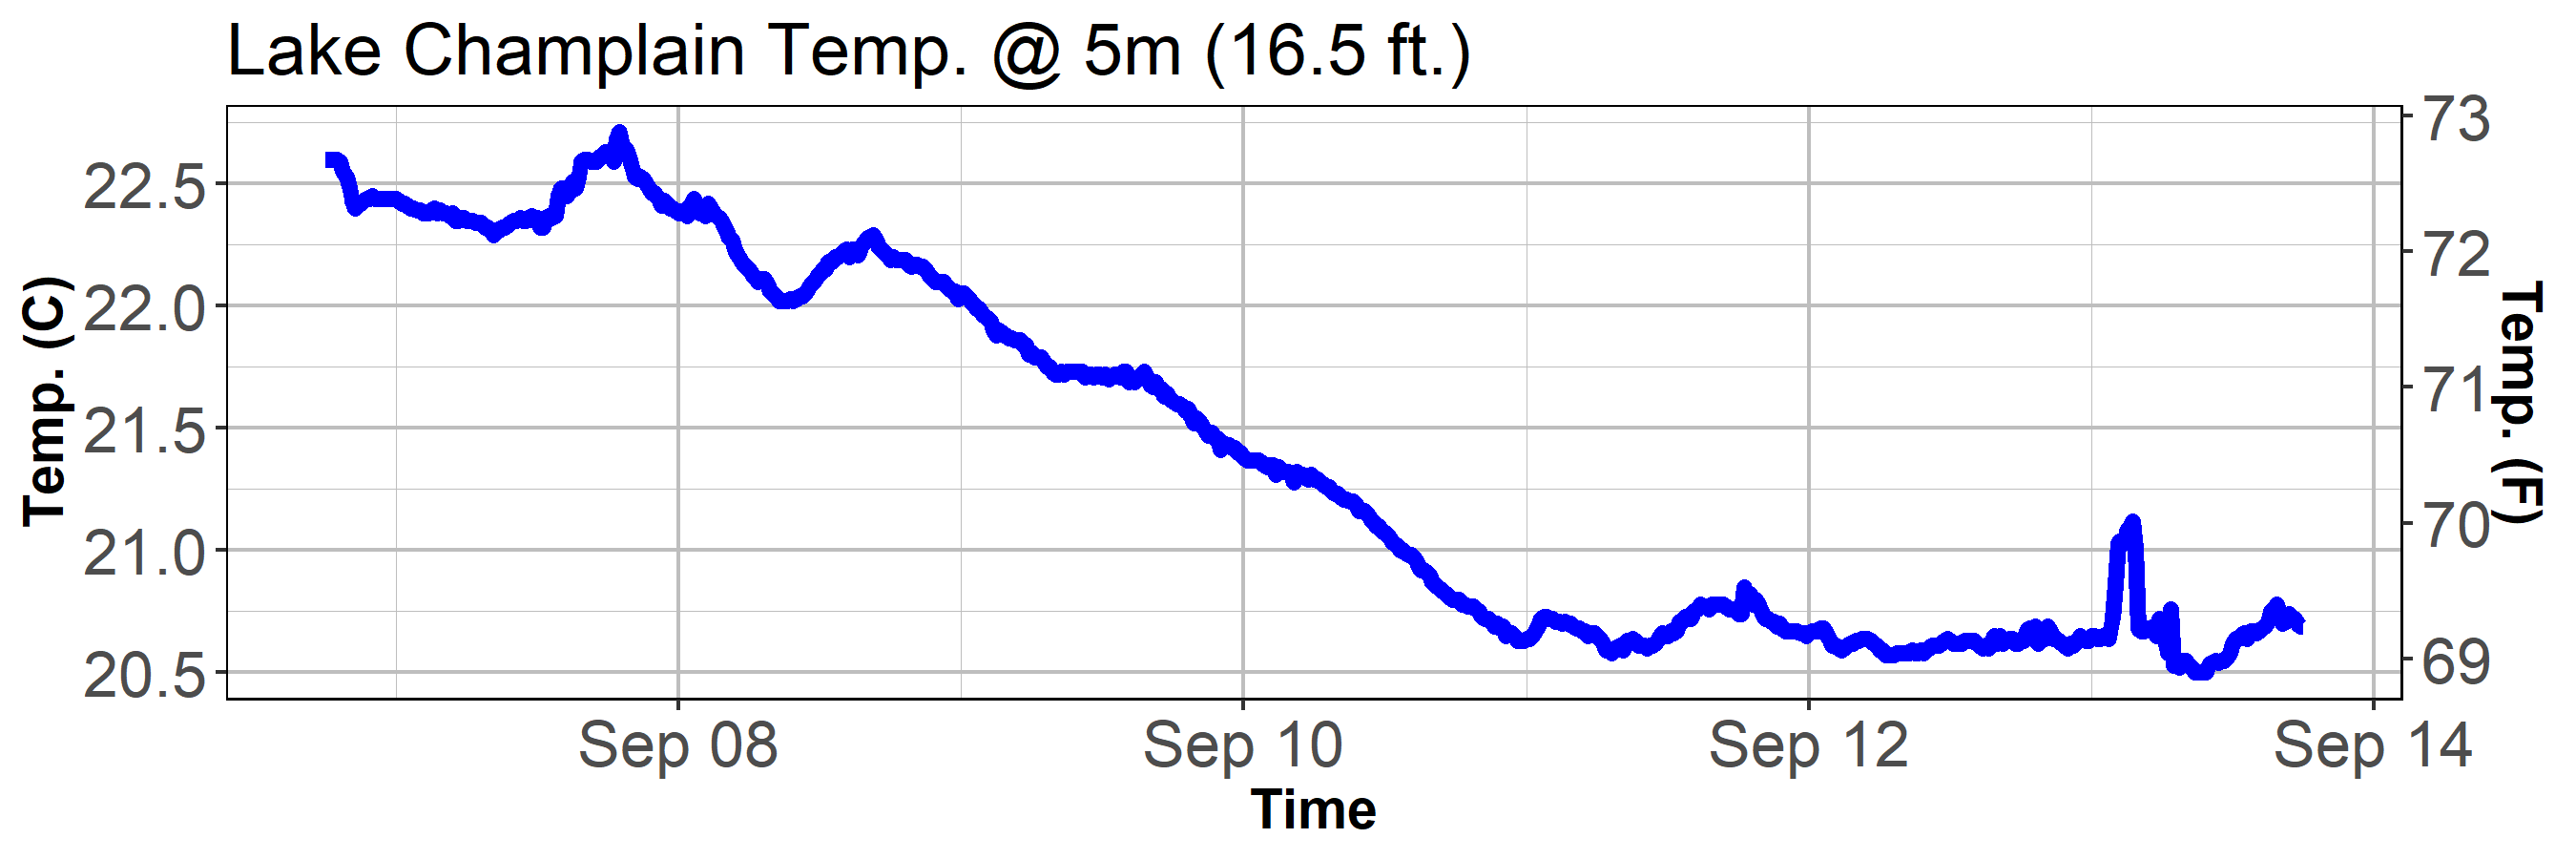 Lake Champlain Temp. @ 5m (16.5 ft.)
Temp. (C)
22.5
22.0
21.5
21.0
20.5
73
72
71
70
69
Temp. (F)
Sep 08
Sep 10
Sep 12
Sep 14
Time